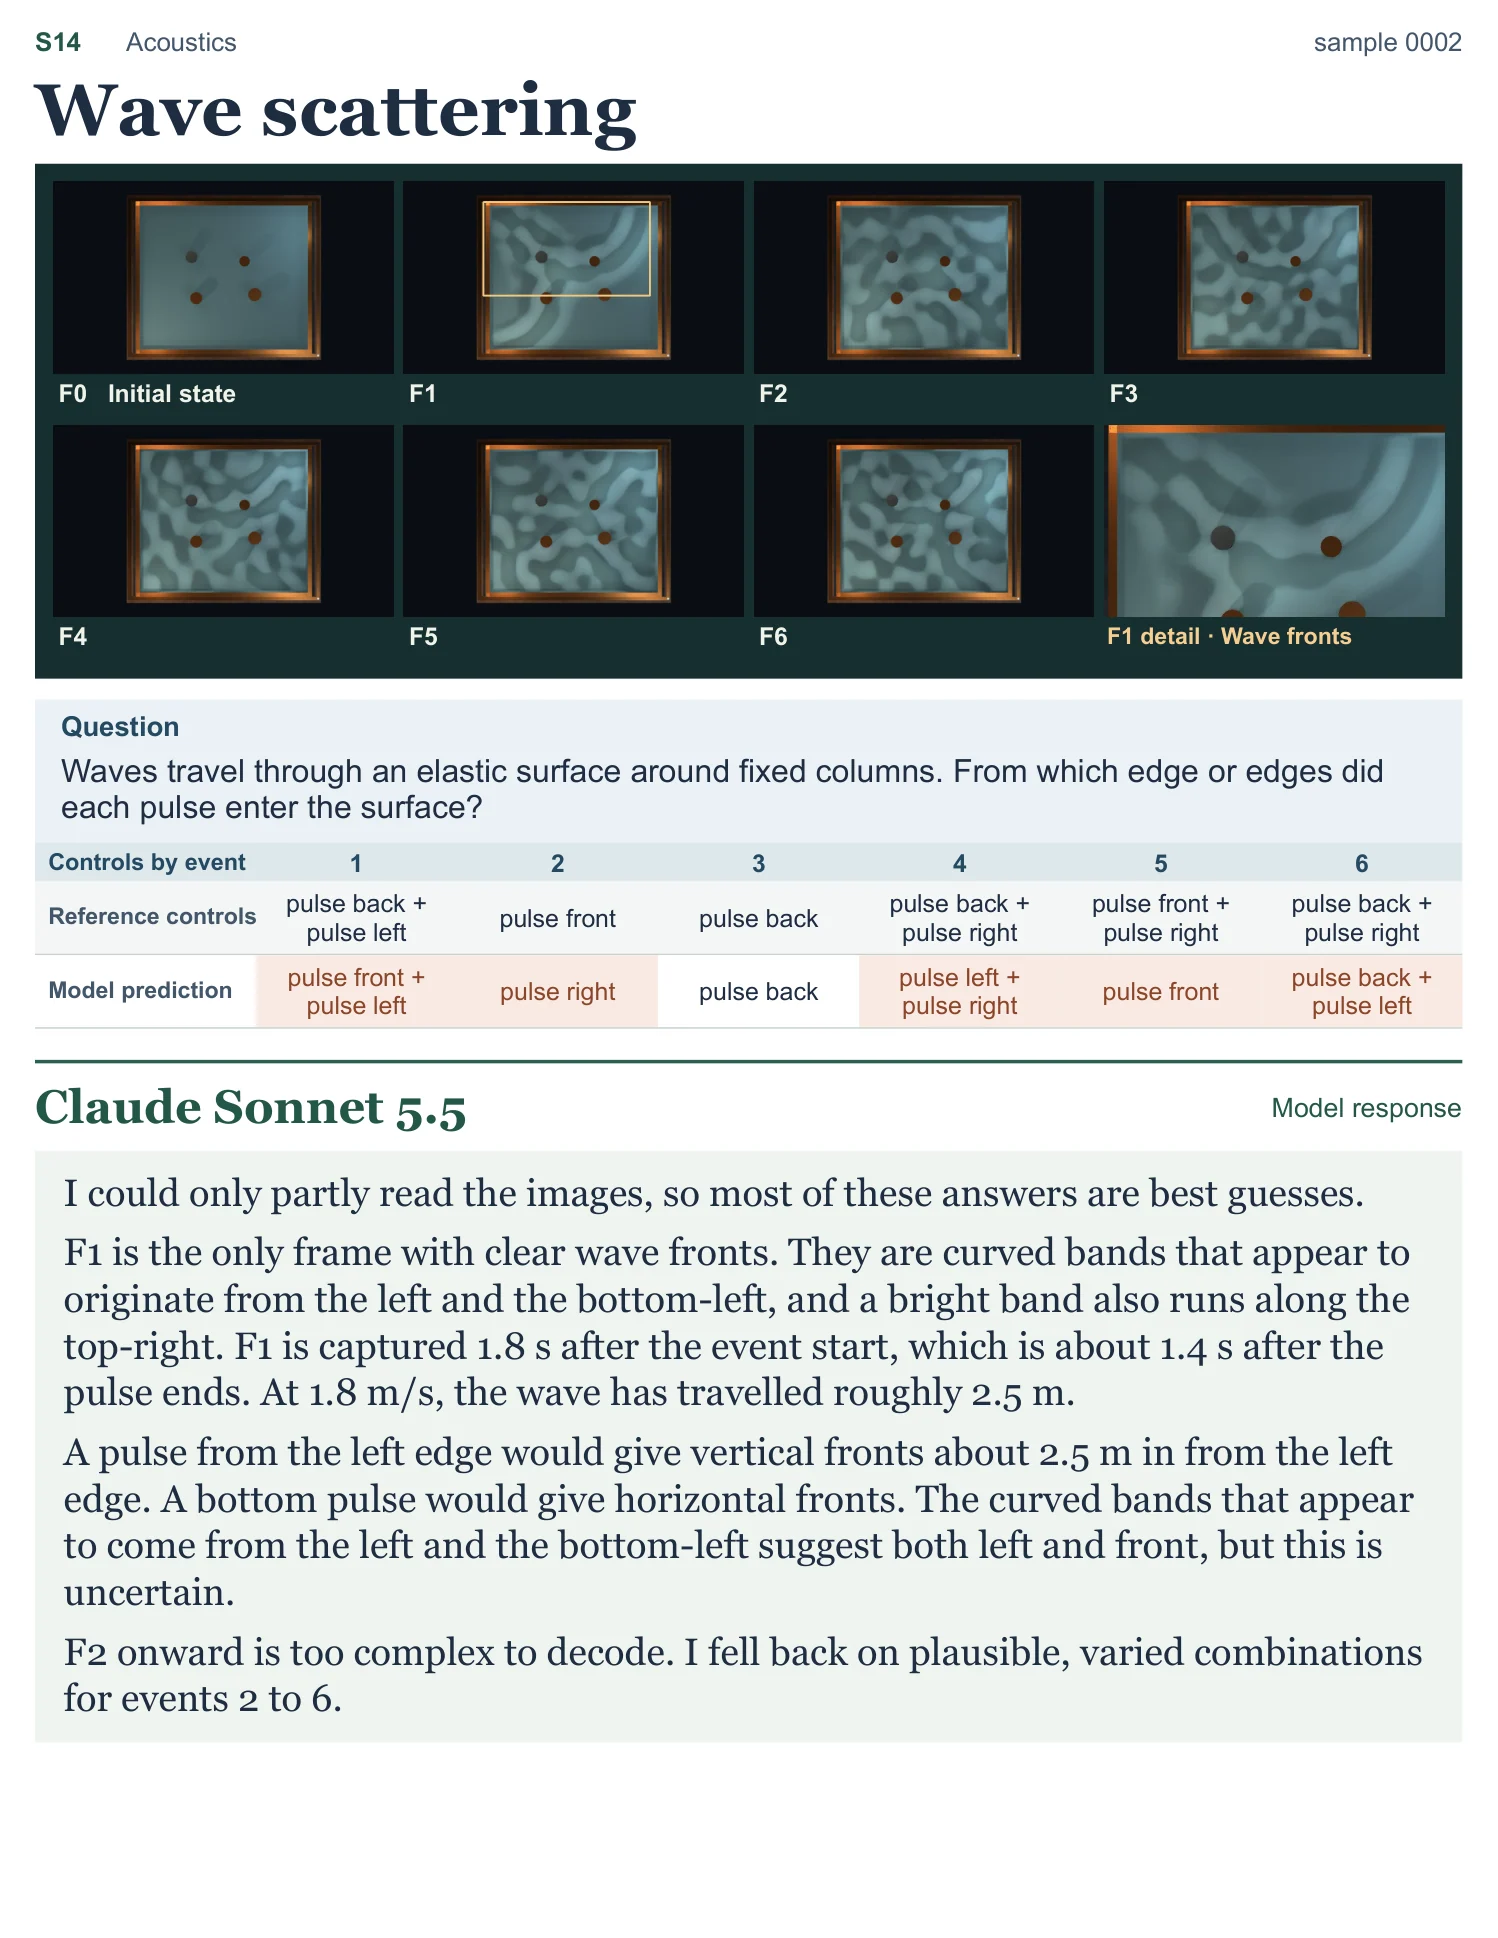 S14 Acoustics sample 0002
Wave scattering
F0 Initial state
F1
F2
F3
F4
F5
F6
F1 detail · Wave fronts
Question
Waves travel through an elastic surface around fixed columns. From which edge or edges did
each pulse enter the surface?
Controls by event 1 2 3 4 5 6
Reference controls pulse back + pulse left pulse front pulse back pulse back + pulse right pulse front + pulse right pulse back + pulse right
Model prediction pulse front + pulse left pulse right pulse back pulse left + pulse right pulse front pulse back + pulse left
Claude Sonnet 5.5 Model response
I could only partly read the images, so most of these answers are best guesses.
F1 is the only frame with clear wave fronts. They are curved bands that appear to
originate from the left and the bottom-left, and a bright band also runs along the
top-right. F1 is captured 1.8 s after the event start, which is about 1.4 s after the
pulse ends. At 1.8 m/s, the wave has travelled roughly 2.5 m.
A pulse from the left edge would give vertical fronts about 2.5 m in from the left
edge. A bottom pulse would give horizontal fronts. The curved bands that appear
to come from the left and the bottom-left suggest both left and front, but this is
uncertain.
F2 onward is too complex to decode. I fell back on plausible, varied combinations
for events 2 to 6.